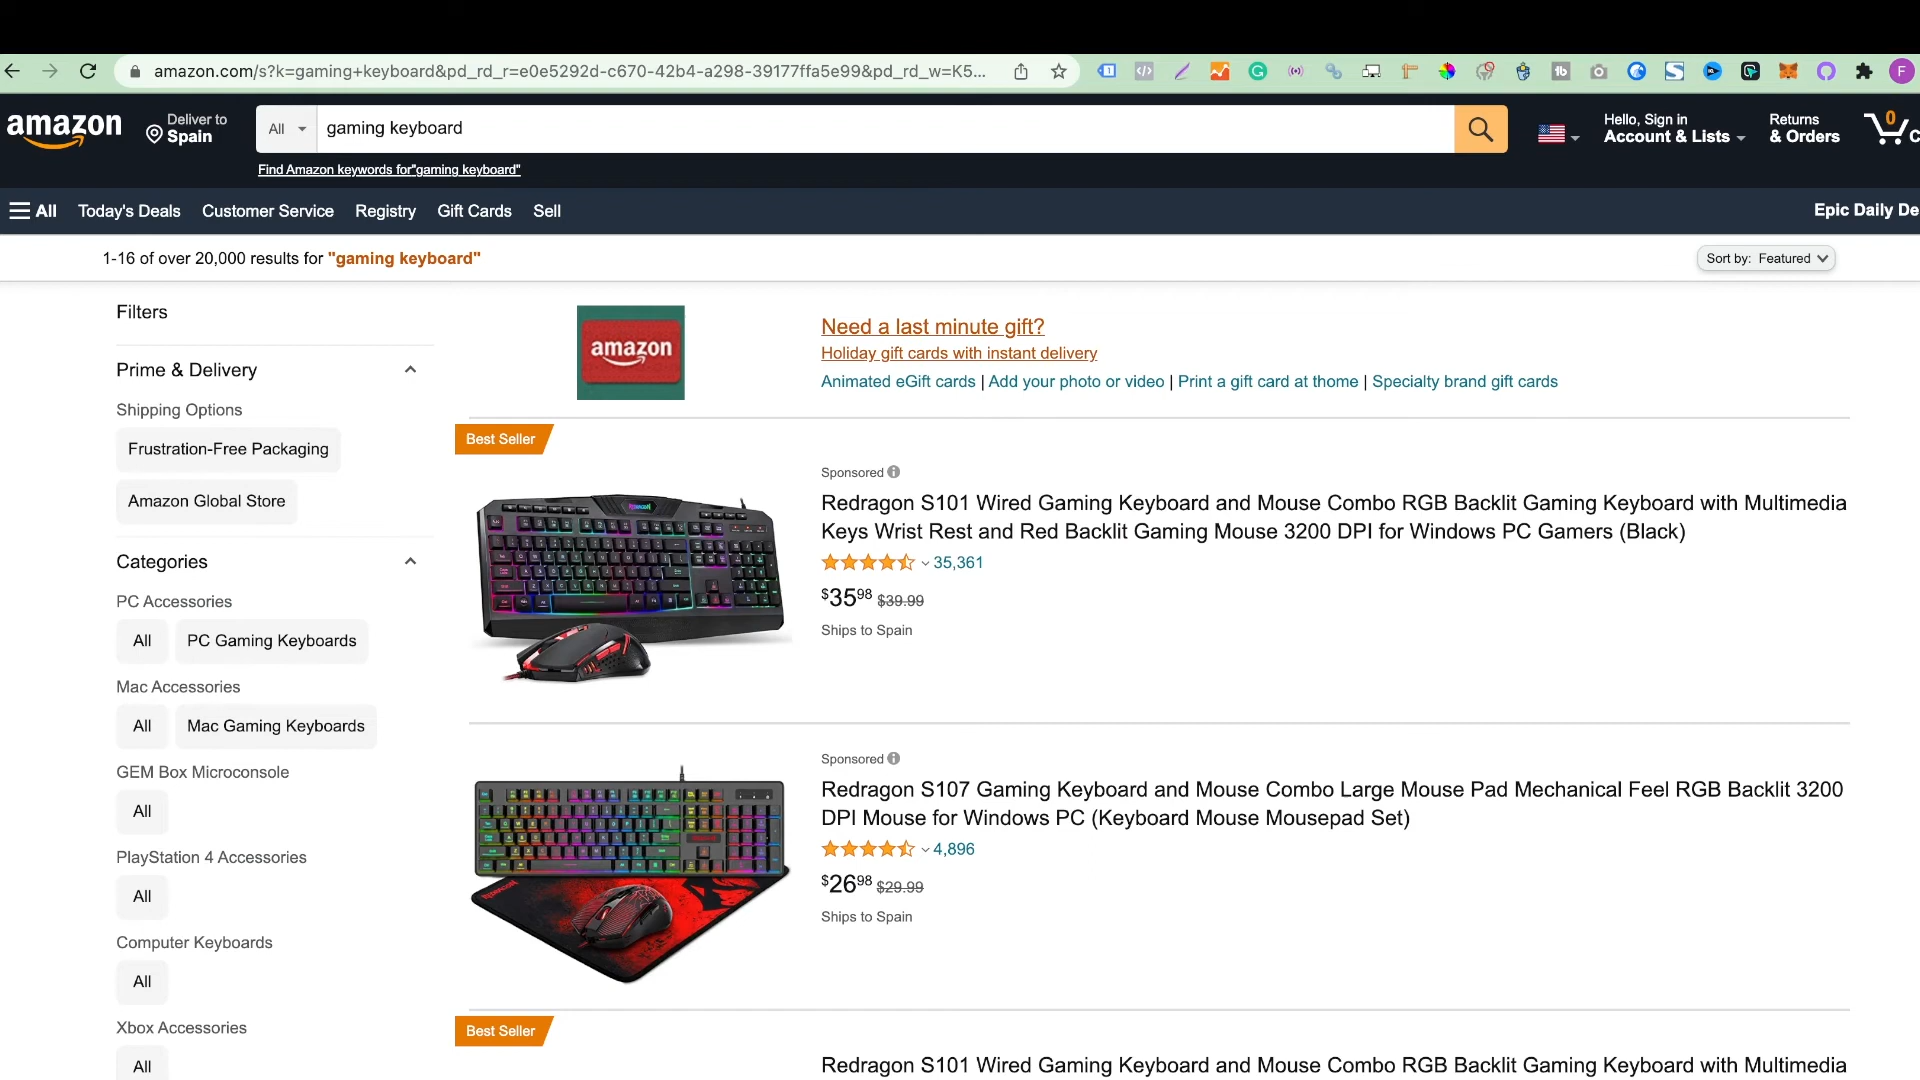 amazon.com/s?k=gaming+keyboard&pd_rd_r=e0e5292d-c670-42b4-a298-39177ffa5e99&pd_rd_w=K5...
F
amazon
Deliver to
Spain
All
gaming keyboard
Find Amazon keywords for"gaming keyboard"
Hello, Sign in
Account & Lists
Returns
& Orders
0
C
All
Today's Deals
Customer Service
Registry
Gift Cards
Sell
Epic Daily De
1-16 of over 20,000 results for "gaming keyboard"
Sort by: Featured
Filters
Prime & Delivery
Shipping Options
Frustration-Free Packaging
Amazon Global Store
Categories
PC Accessories
All
PC Gaming Keyboards
Mac Accessories
All
Mac Gaming Keyboards
GEM Box Microconsole
All
PlayStation 4 Accessories
All
Computer Keyboards
All
Xbox Accessories
All
amazon
Need a last minute gift?
Holiday gift cards with instant delivery
Animated eGift cards | Add your photo or video | Print a gift card at thome | Specialty brand gift cards
Best Seller
Sponsored
Redragon S101 Wired Gaming Keyboard and Mouse Combo RGB Backlit Gaming Keyboard with Multimedia
Keys Wrist Rest and Red Backlit Gaming Mouse 3200 DPI for Windows PC Gamers (Black)
35,361
$3598 $39.99
Ships to Spain
Sponsored
Redragon S107 Gaming Keyboard and Mouse Combo Large Mouse Pad Mechanical Feel RGB Backlit 3200
DPI Mouse for Windows PC (Keyboard Mouse Mousepad Set)
4,896
$2698 $29.99
Ships to Spain
Best Seller
Redragon S101 Wired Gaming Keyboard and Mouse Combo RGB Backlit Gaming Keyboard with Multimedia